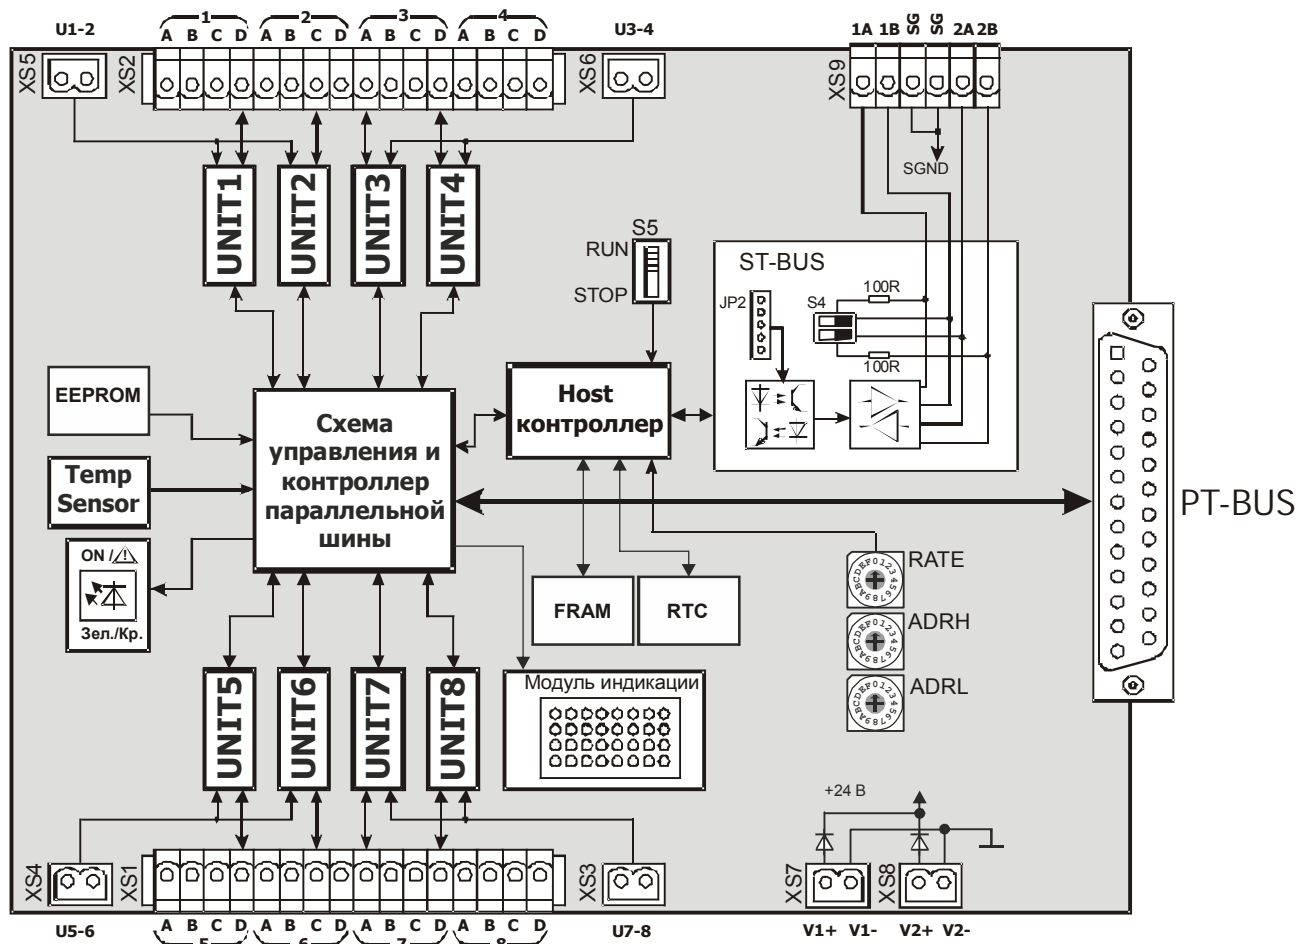 U1-2
1
2
3
4
U3-4
1A 1B SG SG 2A 2B
A B C D A B C D A B C D A B C D
XS5
XS2
XS6
XS9
SGND
UNIT1
UNIT2
UNIT3
UNIT4
S5
RUN
STOP
ST-BUS
JP2
S4
100R
100R
EEPROM
Схема
управления и
контроллер
параллельной
шины
Host
контроллер
Temp
Sensor
PT-BUS
ON /
Зел./Кр.
FRAM
RTC
0123456789ABCDEF
RATE
0123456789ABCDEF
ADRH
0123456789ABCDEF
ADRL
UNIT5
UNIT6
UNIT7
UNIT8
Модуль индикации
+24 В
XS4
XS1
XS3
XS7
XS8
A B C D A B C D A B C D A B C D
U5-6
5
6
7
8
U7-8
V1+ V1- V2+ V2-